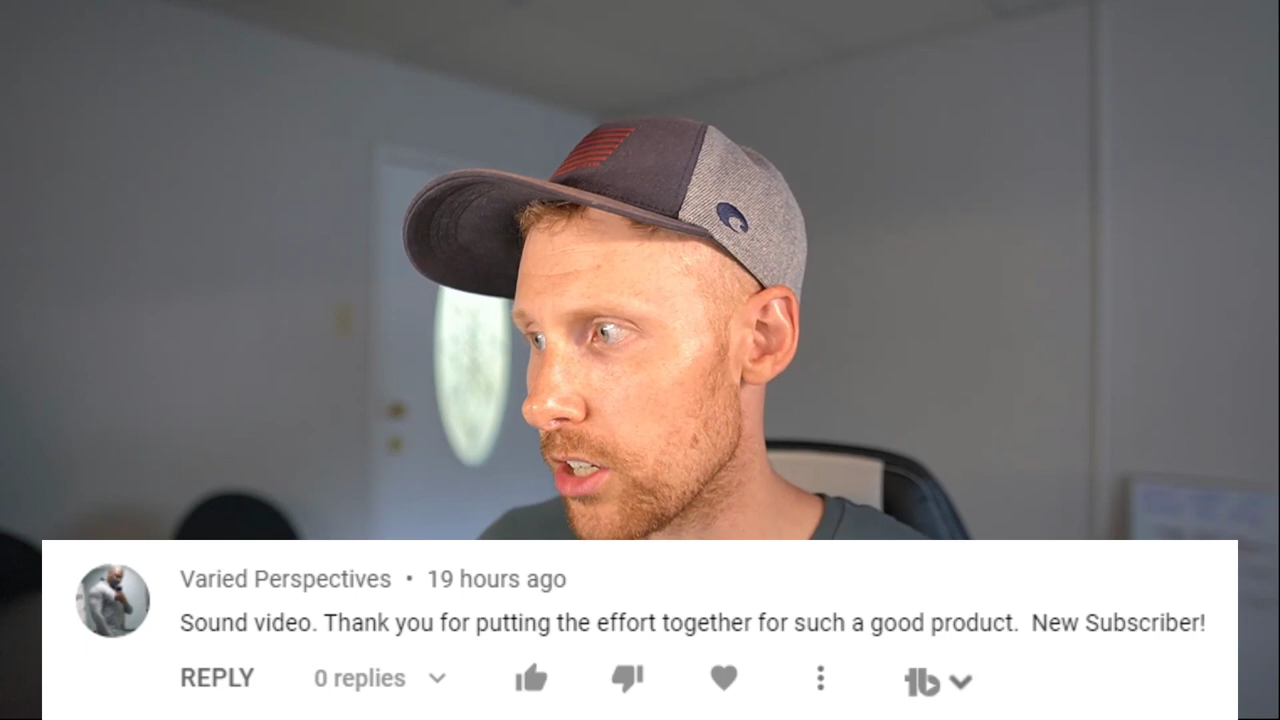 Varied Perspectives • 19 hours ago
Sound video. Thank you for putting the effort together for such a good product.  New Subscriber!
REPLY 0 replies